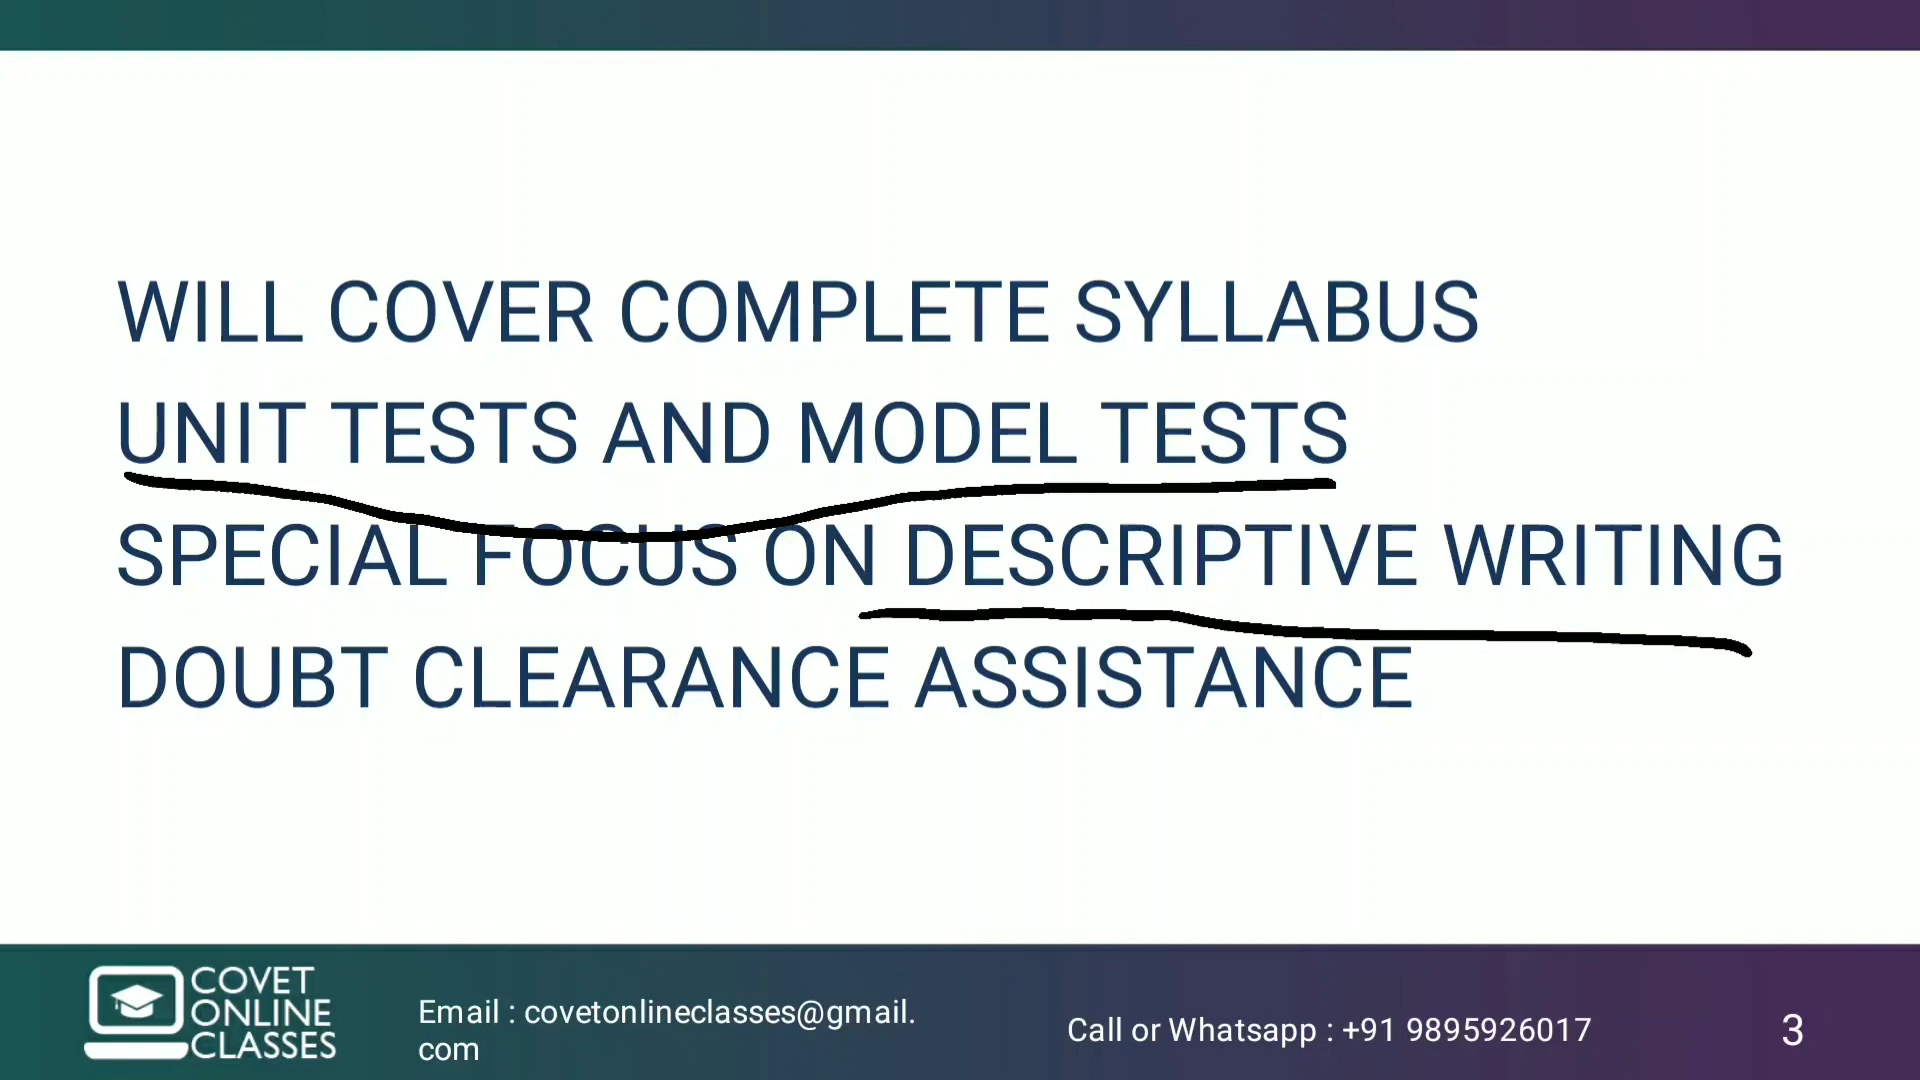 WILL COVER COMPLETE SYLLABUS
UNIT TESTS AND MODEL TESTS
SPECIAL FOCUS ON DESCRIPTIVE WRITING
DOUBT CLEARANCE ASSISTANCE
COVET
ONLINE
CLASSES
Email : covetonlineclasses@gmail.
com
Call or Whatsapp : +91 9895926017
3